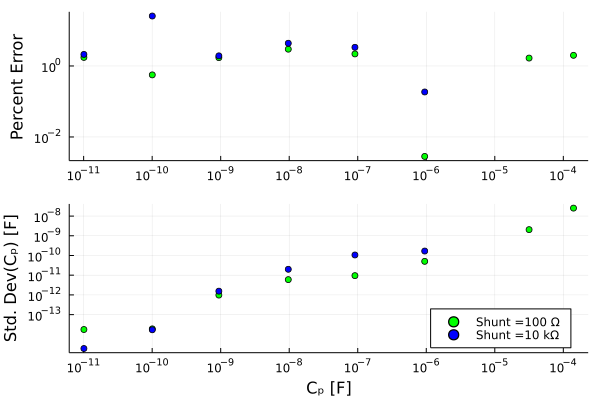 Percent Error
10⁰
10⁻²
10⁻¹¹ 10⁻¹⁰ 10⁻⁹ 10⁻⁸ 10⁻⁷ 10⁻⁶ 10⁻⁵ 10⁻⁴
Std. Dev(Cₚ) [F]
10⁻⁸
10⁻⁹
10⁻¹⁰
10⁻¹¹
10⁻¹²
10⁻¹³
Shunt =100 Ω
Shunt =10 kΩ
10⁻¹¹ 10⁻¹⁰ 10⁻⁹ 10⁻⁸ 10⁻⁷ 10⁻⁶ 10⁻⁵ 10⁻⁴
Cₚ [F]